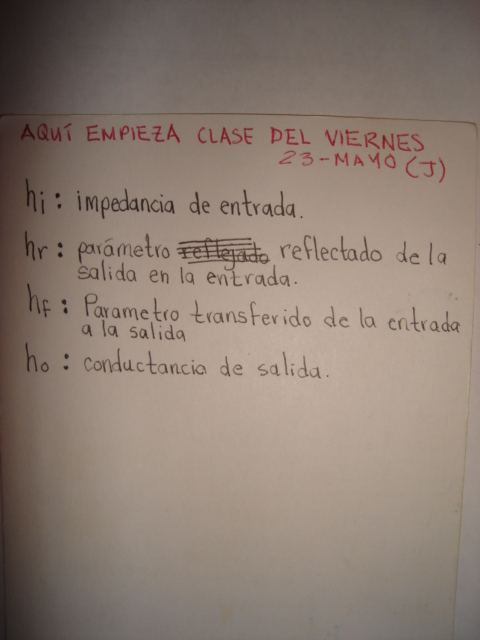 AQUÍ EMPIEZA CLASE DEL VIERNES
23-MAYO (J)
hi: impedancia de entrada.
hr: parámetro reflejado reflectado de la
salida en la entrada.
hf: Parametro transferido de la entrada
a la salida
ho: conductancia de salida.